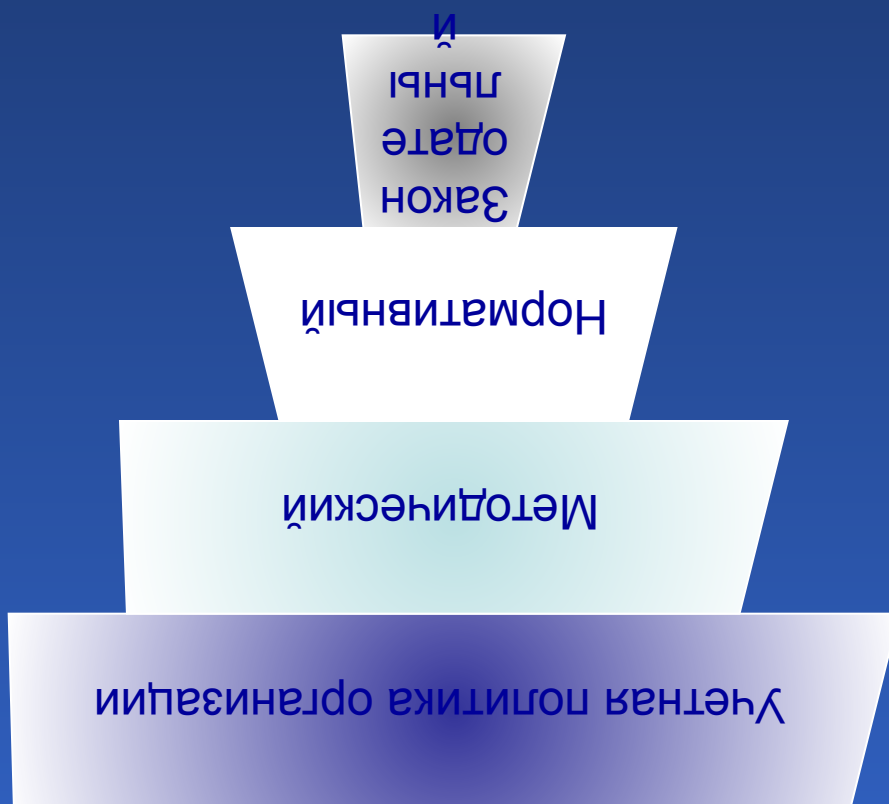 Учетная политика организации
Методический
Нормативный
Закон
одате
льны
й